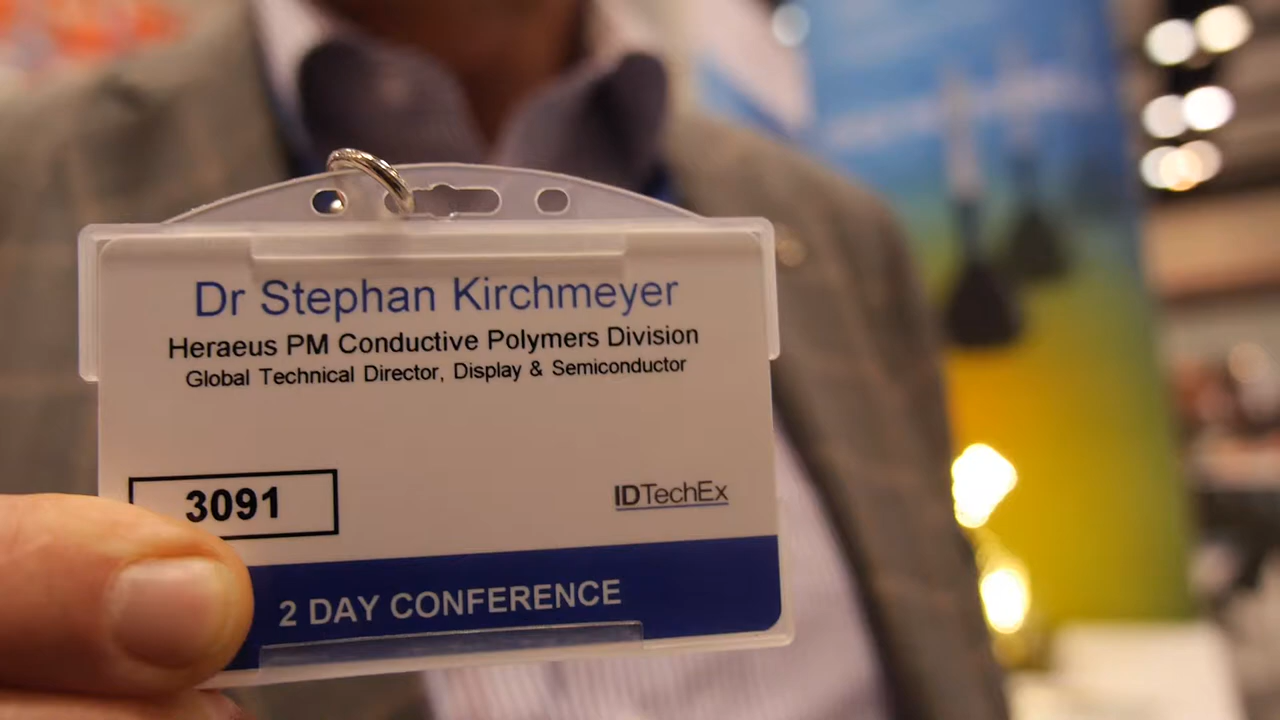 Dr Stephan Kirchmeyer
Heraeus PM Conductive Polymers Division
Global Technical Director, Display & Semiconductor
3091
IDTechEx
2 DAY CONFERENCE